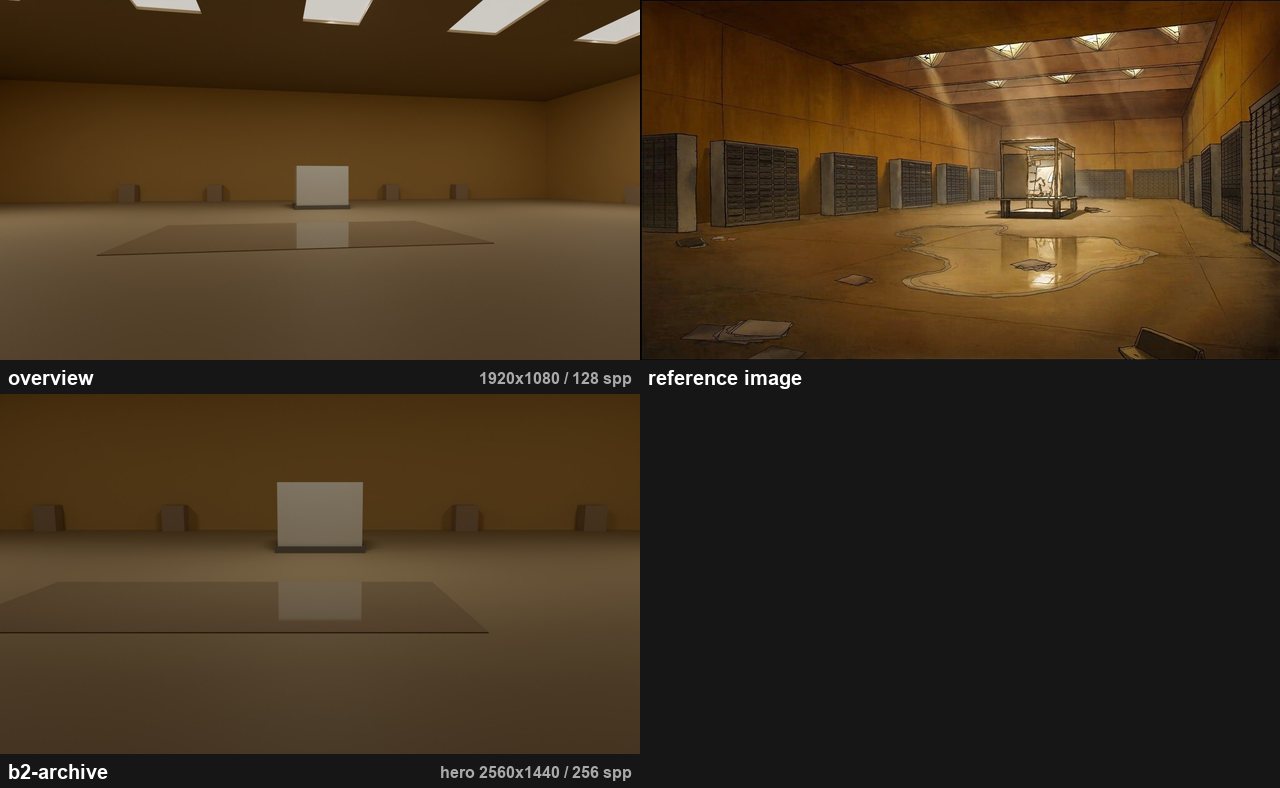 overview
1920x1080 / 128 spp
reference image
b2-archive
hero 2560x1440 / 256 spp